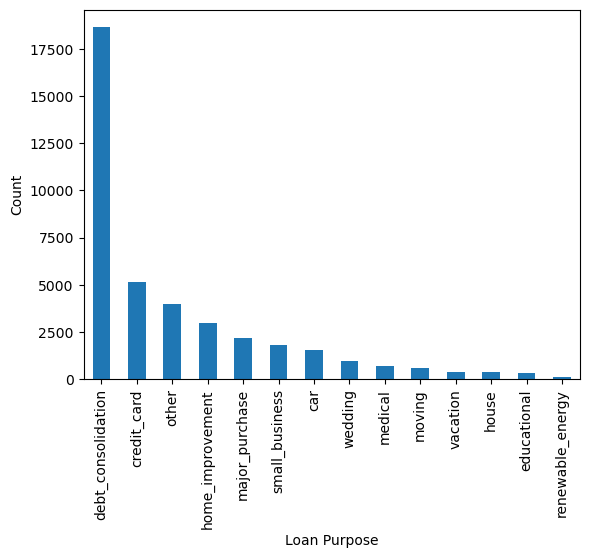 17500
15000
12500
10000
7500
5000
2500
0
Count
debt_consolidation
credit_card
other
home_improvement
major_purchase
small_business
car
wedding
medical
moving
vacation
house
educational
renewable_energy
Loan Purpose